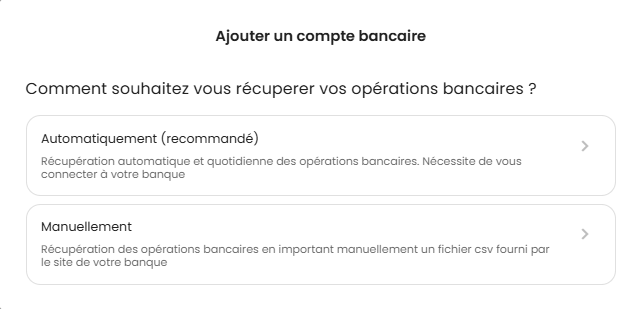 Ajouter un compte bancaire
Comment souhaitez vous récuperer vos opérations bancaires ?
Automatiquement (recommandé)
Récupération automatique et quotidienne des opérations bancaires. Nécessite de vous
connecter à votre banque
Manuellement
Récupération des opérations bancaires en important manuellement un fichier csv fourni par
le site de votre banque